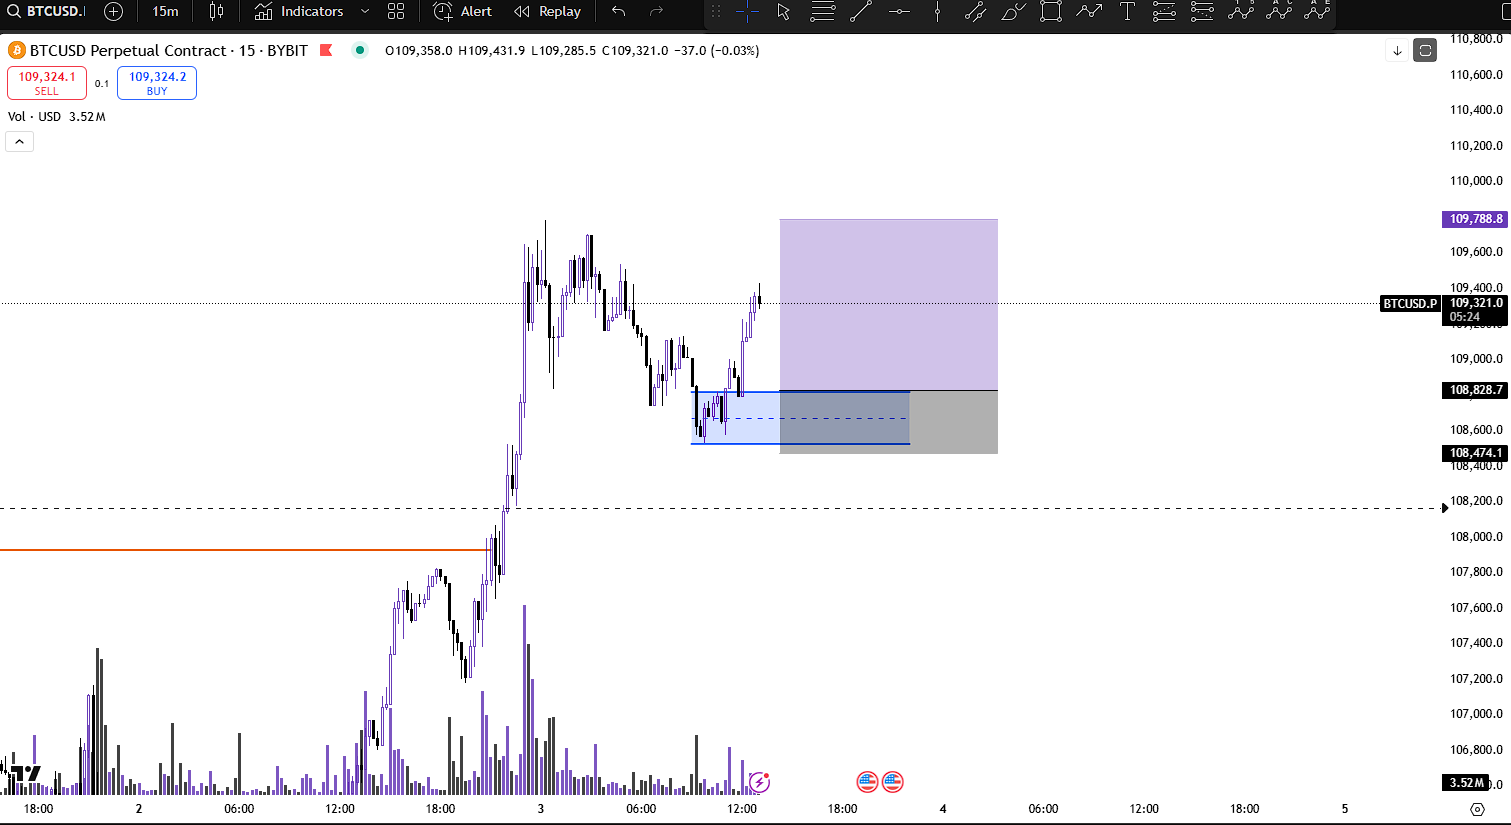 BTCUSD.I 15m Indicators Alert Replay
BTCUSD Perpetual Contract · 15 · BYBIT O109,358.0 H109,431.9 L109,285.5 C109,321.0 −37.0 (−0.03%)
109,324.1 SELL
0.1
109,324.2 BUY
Vol · USD 3.52M
110,800.0
110,600.0
110,400.0
110,200.0
110,000.0
109,788.8
109,600.0
109,400.0
BTCUSD.P 109,321.0
05:24
109,000.0
108,828.7
108,600.0
108,474.1
108,400.0
108,200.0
108,000.0
107,800.0
107,600.0
107,400.0
107,200.0
107,000.0
106,800.0
3.52M
18:00 2 06:00 12:00 18:00 3 06:00 12:00 18:00 4 06:00 12:00 18:00 5